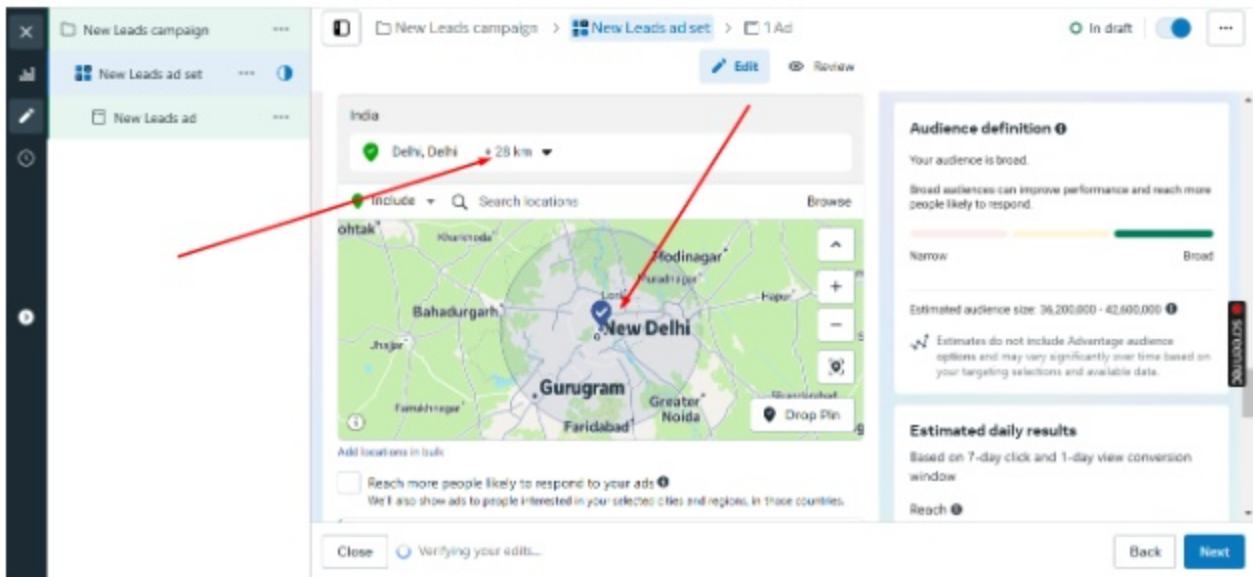 New Leads campaign
New Leads ad set
New Leads ad
New Leads campaign > New Leads ad set > 1 Ad
In draft
Edit
Review
India
Delhi, Delhi + 28 km
Include
Search locations
Browse
ohtak
Kharkhoda
Modinagar
Muradnagar
Loni
Hapur
Bahadurgarh
New Delhi
Jhajjar
Gurugram
Farrukhnagar
Greater
Noida
Faridabad
Drop Pin
Add locations in bulk
Reach more people likely to respond to your ads
We'll also show ads to people interested in your selected cities and regions, in those countries.
Close
Verifying your edits...
Back
Next
Audience definition
Your audience is broad.
Broad audiences can improve performance and reach more
people likely to respond.
Narrow
Broad
Estimated audience size: 36,200,000 - 42,600,000
Estimates do not include Advantage audience
options and may vary significantly over time based on
your targeting selections and available data.
Estimated daily results
Based on 7-day click and 1-day view conversion
window
Reach
screenrec